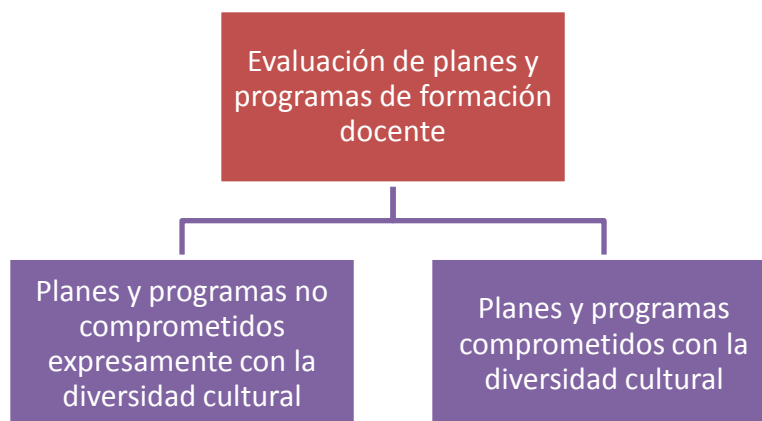 Evaluación de planes y
programas de formación
docente
Planes y programas no
comprometidos
expresamente con la
diversidad cultural
Planes y programas
comprometidos con la
diversidad cultural